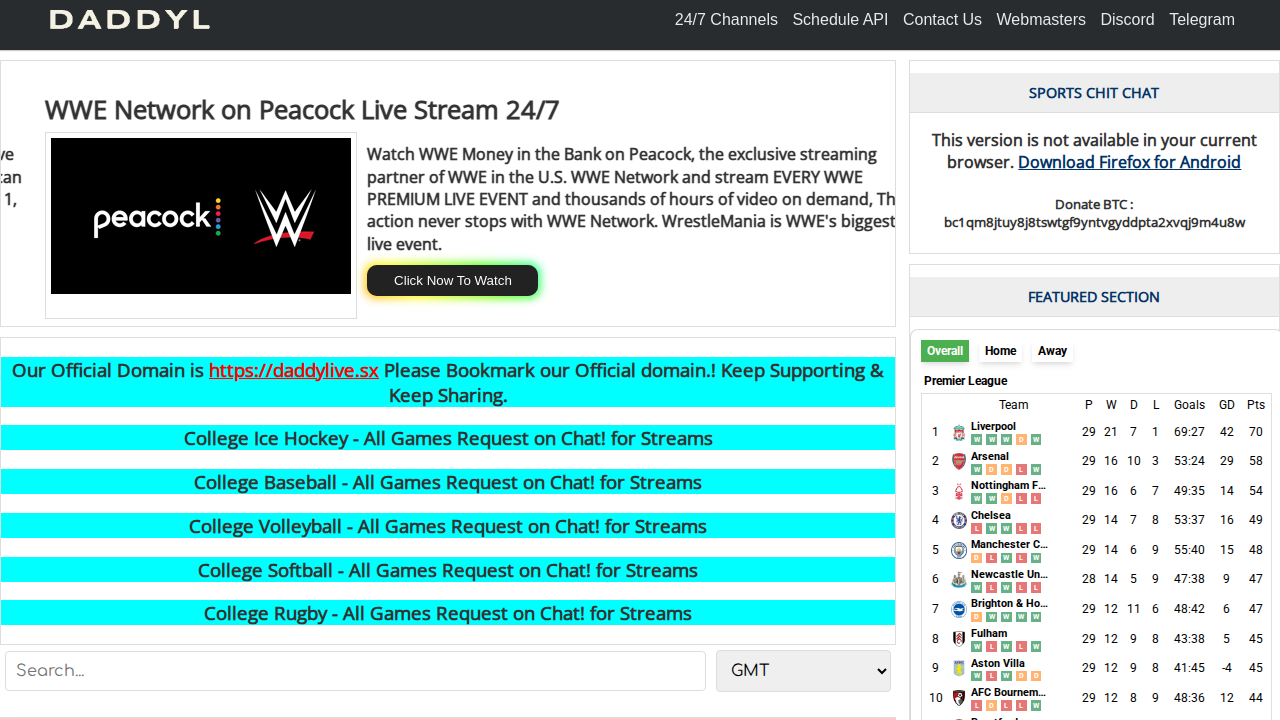 DADDYL
24/7 Channels Schedule API Contact Us Webmasters Discord Telegram
ve
an
1,
WWE Network on Peacock Live Stream 24/7
peacock W
Watch WWE Money in the Bank on Peacock, the exclusive streaming
partner of WWE in the U.S. WWE Network and stream EVERY WWE
PREMIUM LIVE EVENT and thousands of hours of video on demand, Th
action never stops with WWE Network. WrestleMania is WWE's biggest
live event.
Click Now To Watch
Our Official Domain is https://daddylive.sx Please Bookmark our Official domain.! Keep Supporting &
Keep Sharing.
College Ice Hockey - All Games Request on Chat! for Streams
College Baseball - All Games Request on Chat! for Streams
College Volleyball - All Games Request on Chat! for Streams
College Softball - All Games Request on Chat! for Streams
College Rugby - All Games Request on Chat! for Streams
Search...
GMT
SPORTS CHIT CHAT
This version is not available in your current
browser. Download Firefox for Android
Donate BTC :
bc1qm8jtuy8j8tswtgf9yntvgyddpta2xvqj9m4u8w
FEATURED SECTION
Overall Home Away
Premier League
Team P W D L Goals GD Pts
1 Liverpool 29 21 7 1 69:27 42 70
W W W D W
2 Arsenal 29 16 10 3 53:24 29 58
W D D L W
3 Nottingham F... 29 16 6 7 49:35 14 54
W W D L L
4 Chelsea 29 14 7 8 53:37 16 49
L W W L L
5 Manchester C... 29 14 6 9 55:40 15 48
D L W L W
6 Newcastle Un... 28 14 5 9 47:38 9 47
W L W L L
7 Brighton & Ho... 29 12 11 6 48:42 6 47
D W W W W
8 Fulham 29 12 9 8 43:38 5 45
W L W L W
9 Aston Villa 29 12 9 8 41:45 -4 45
W L W D D
10 AFC Bournem... 29 12 8 9 48:36 12 44
L D L L W